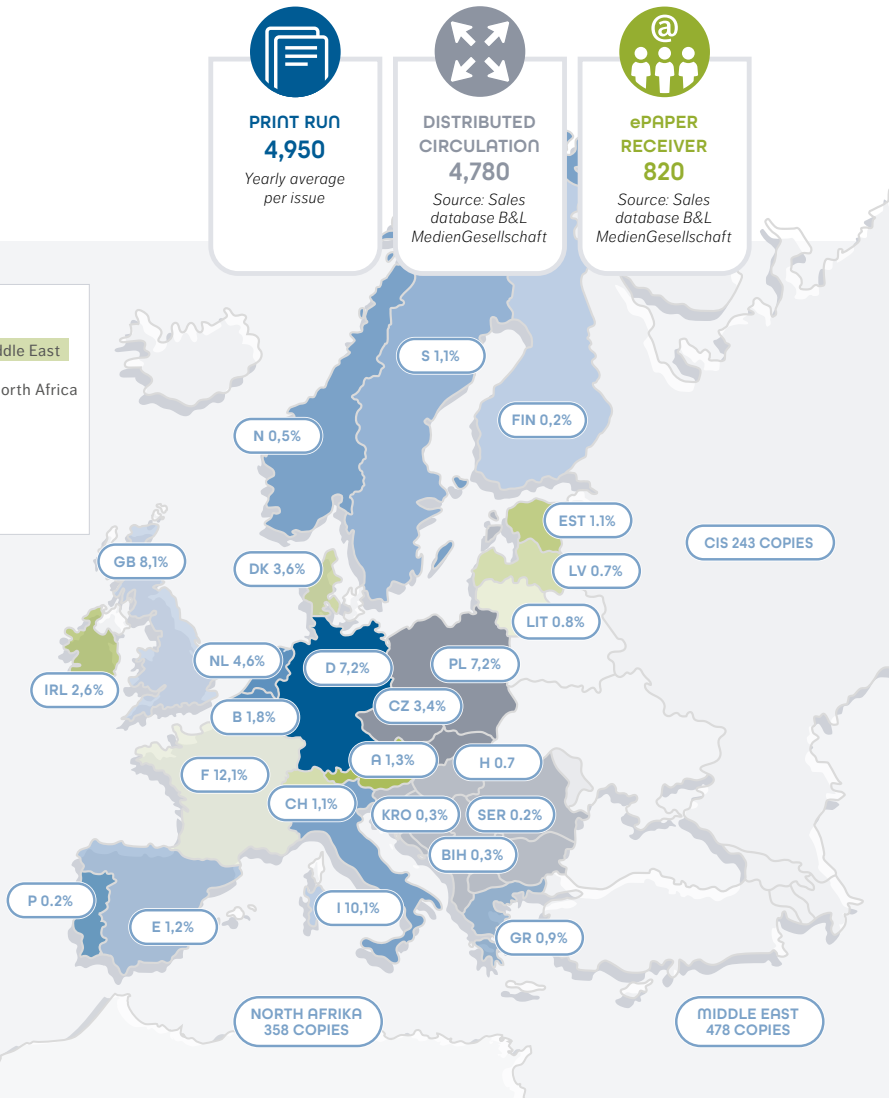 PRINT RUN
4,950
Yearly average
per issue
DISTRIBUTED
CIRCULATION
4,780
Source: Sales
database B&L
MedienGesellschaft
@
ePAPER
RECEIVER
820
Source: Sales
database B&L
MedienGesellschaft
ddle East
orth Africa
S 1,1%
FIN 0,2%
N 0,5%
EST 1.1%
CIS 243 COPIES
GB 8,1%
DK 3,6%
LV 0.7%
LIT 0.8%
NL 4,6%
D 7,2%
PL 7,2%
IRL 2,6%
CZ 3,4%
B 1,8%
A 1,3%
H 0.7
F 12,1%
CH 1,1%
KRO 0,3%
SER 0.2%
BIH 0,3%
P 0.2%
I 10,1%
E 1,2%
GR 0,9%
NORTH AFRIKA
358 COPIES
MIDDLE EAST
478 COPIES